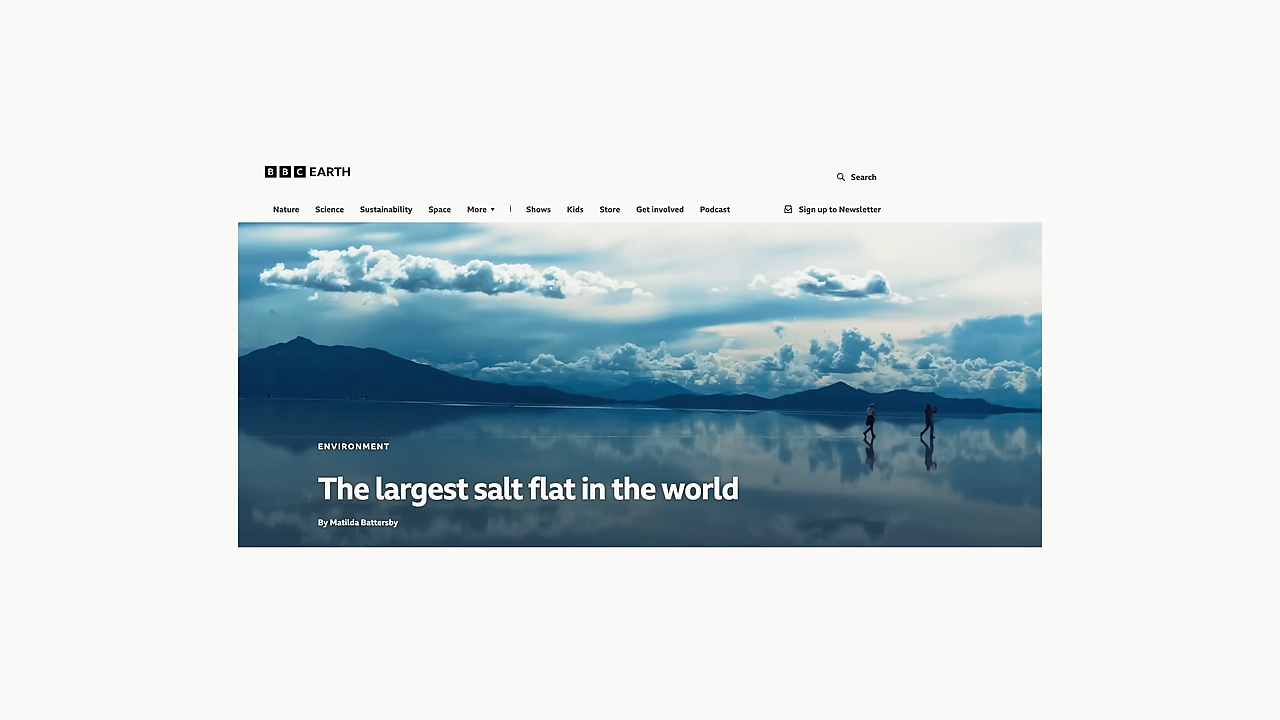 BBC EARTH
Search
Nature Science Sustainability Space More Shows Kids Store Get involved Podcast Sign up to Newsletter
ENVIRONMENT
The largest salt flat in the world
By Matilda Battersby